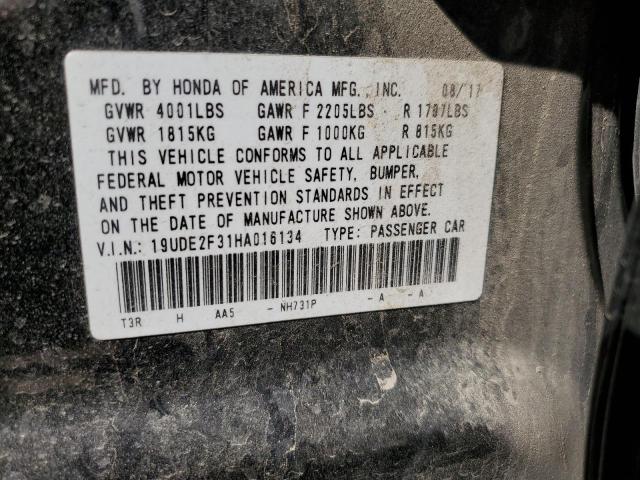 MFD. BY HONDA OF AMERICA MFG., INC. 08/17
GVWR 4001LBS GAWR F 2205LBS R 1797LBS
GVWR 1815KG GAWR F 1000KG R 815KG
THIS VEHICLE CONFORMS TO ALL APPLICABLE
FEDERAL MOTOR VEHICLE SAFETY, BUMPER,
AND THEFT PREVENTION STANDARDS IN EFFECT
ON THE DATE OF MANUFACTURE SHOWN ABOVE.
V.I.N.: 19UDE2F31HA016134 TYPE: PASSENGER CAR
T3R H AA5 - NH731P - A - A